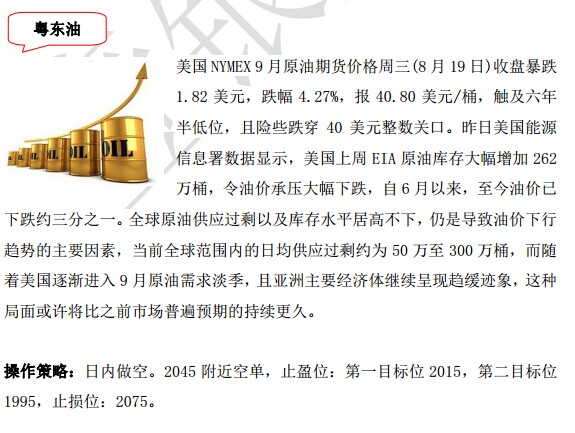 粤东油
美国 NYMEX 9 月原油期货价格周三(8 月 19 日)收盘暴跌
1.82 美元，跌幅 4.27%，报 40.80 美元/桶，触及六年
半低位，且险些跌穿 40 美元整数关口。昨日美国能源
信息署数据显示，美国上周 EIA 原油库存大幅增加 262
万桶，令油价承压大幅下跌，自 6 月以来，至今油价已
下跌约三分之一。全球原油供应过剩以及库存水平居高不下，仍是导致油价下行
趋势的主要因素，当前全球范围内的日均供应过剩约为 50 万至 300 万桶，而随
着美国逐渐进入 9 月原油需求淡季，且亚洲主要经济体继续呈现趋缓迹象，这种
局面或许将比之前市场普遍预期的持续更久。
操作策略：日内做空。2045 附近空单，止盈位：第一目标位 2015，第二目标位
1995，止损位：2075。
OIL
OIL
OIL